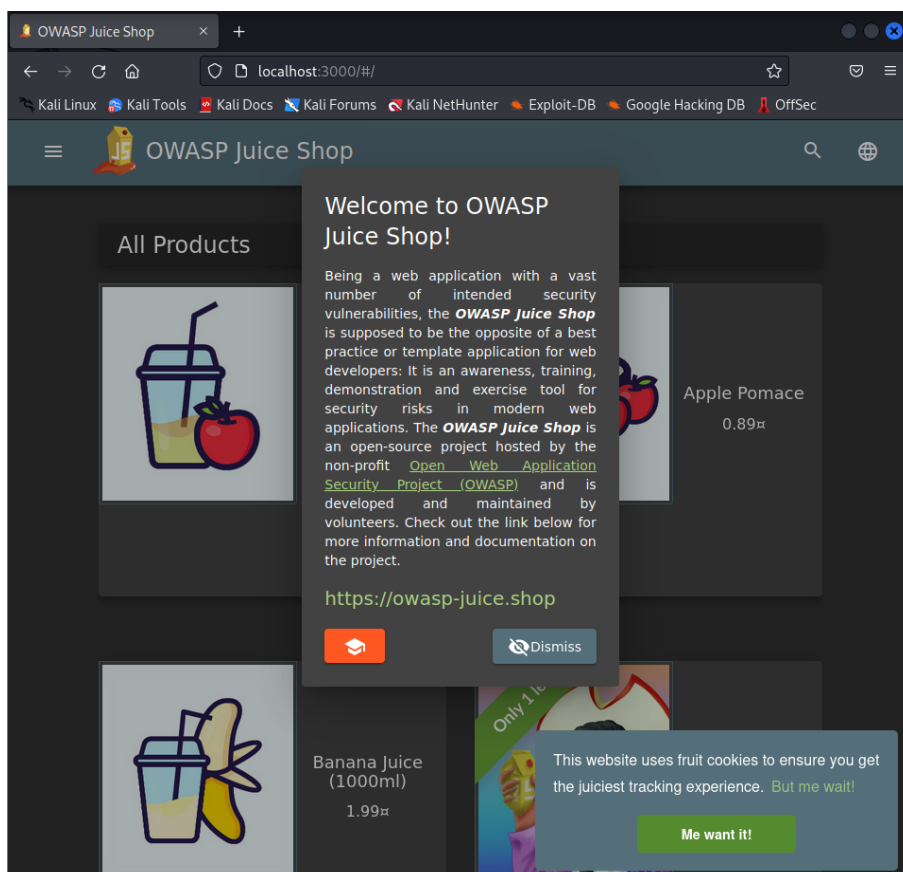 OWASP Juice Shop
localhost:3000/#/
Kali Linux Kali Tools Kali Docs Kali Forums Kali NetHunter Exploit-DB Google Hacking DB OffSec
JS OWASP Juice Shop
All Products
Welcome to OWASP
Juice Shop!
Being a web application with a vast
number of intended security
vulnerabilities, the OWASP Juice Shop
is supposed to be the opposite of a best
practice or template application for web
developers: It is an awareness, training,
demonstration and exercise tool for
security risks in modern web
applications. The OWASP Juice Shop is
an open-source project hosted by the
non-profit Open Web Application
Security Project (OWASP) and is
developed and maintained by
volunteers. Check out the link below for
more information and documentation on
the project.
https://owasp-juice.shop
Dismiss
Apple Pomace
0.89¤
Banana Juice
(1000ml)
1.99¤
Only 1
This website uses fruit cookies to ensure you get
the juiciest tracking experience. But me wait!
Me want it!